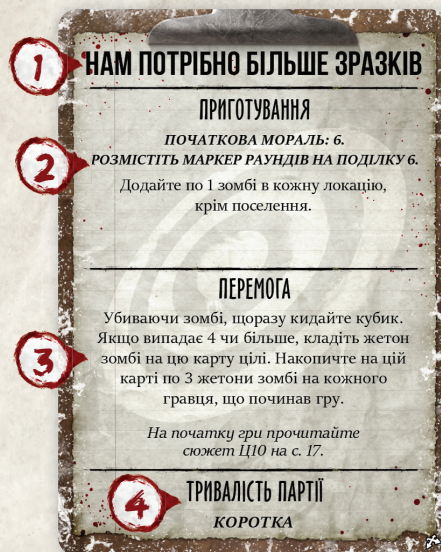 1
НАМ ПОТРІБНО БІЛЬШЕ ЗРАЗКІВ
ПРИГОТУВАННЯ
2
ПОЧАТКОВА МОРАЛЬ: 6.
РОЗМІСТІТЬ МАРКЕР РАУНДІВ НА ПОДІЛКУ 6.
Додайте по 1 зомбі в кожну локацію,
крім поселення.
ПЕРЕМОГА
3
Убиваючи зомбі, щоразу кидайте кубик.
Якщо випадає 4 чи більше, кладіть жетон
зомбі на цю карту цілі. Накопичте на цій
карті по 3 жетони зомбі на кожного
гравця, що починав гру.
На початку гри прочитайте
сюжет Ц10 на с. 17.
4
ТРИВАЛІСТЬ ПАРТІЇ
КОРОТКА